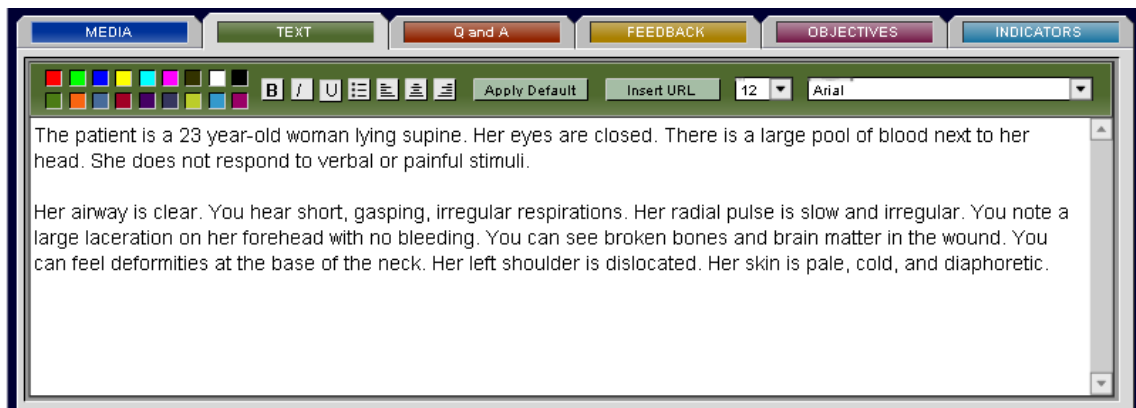 MEDIA TEXT Q and A FEEDBACK OBJECTIVES INDICATORS
B I U Apply Default Insert URL 12 Arial
The patient is a 23 year-old woman lying supine. Her eyes are closed. There is a large pool of blood next to her
head. She does not respond to verbal or painful stimuli.
Her airway is clear. You hear short, gasping, irregular respirations. Her radial pulse is slow and irregular. You note a
large laceration on her forehead with no bleeding. You can see broken bones and brain matter in the wound. You
can feel deformities at the base of the neck. Her left shoulder is dislocated. Her skin is pale, cold, and diaphoretic.